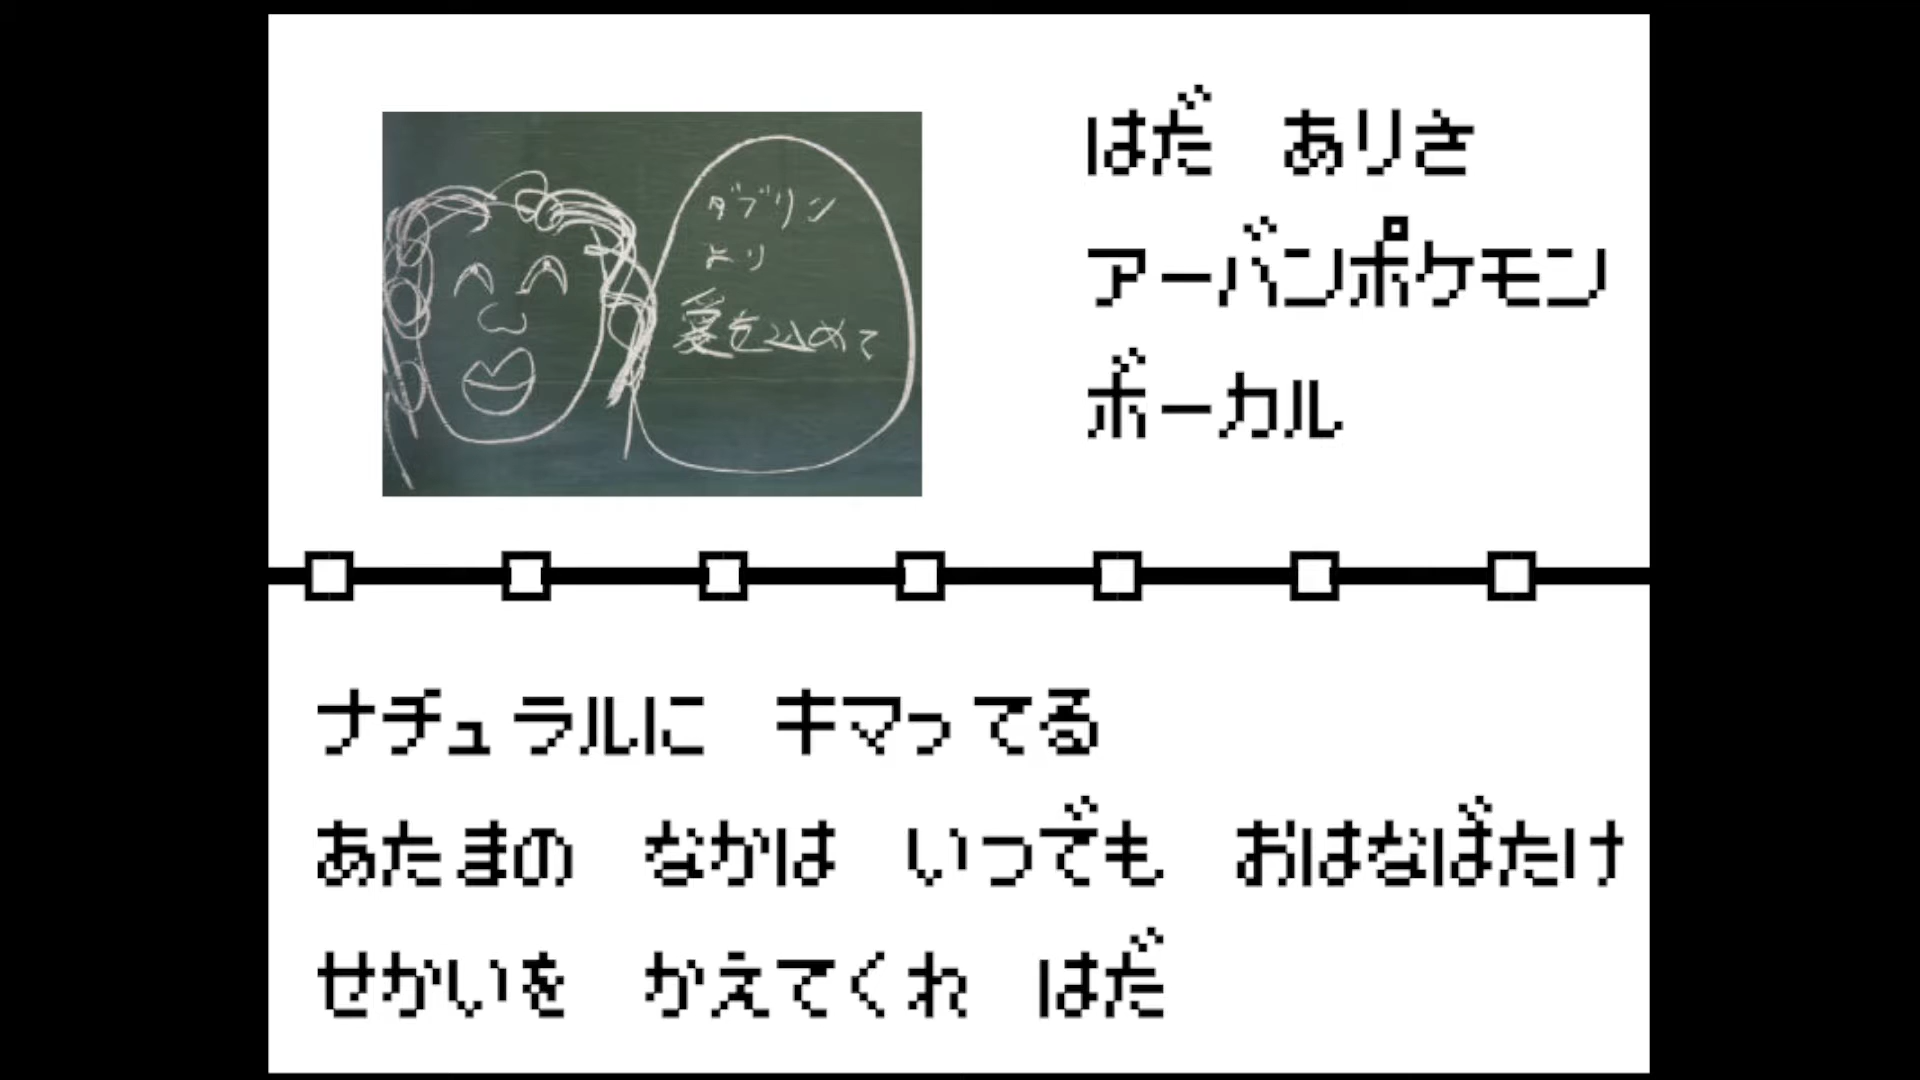 はだ　ありさ
アーバンポケモン
ボーカル
ダブリン
より
愛を込めて
ナチュラルに　キマってる
あたまの　なかは　いつでも　おはなばたけ
せかいを　かえてくれ　はだ